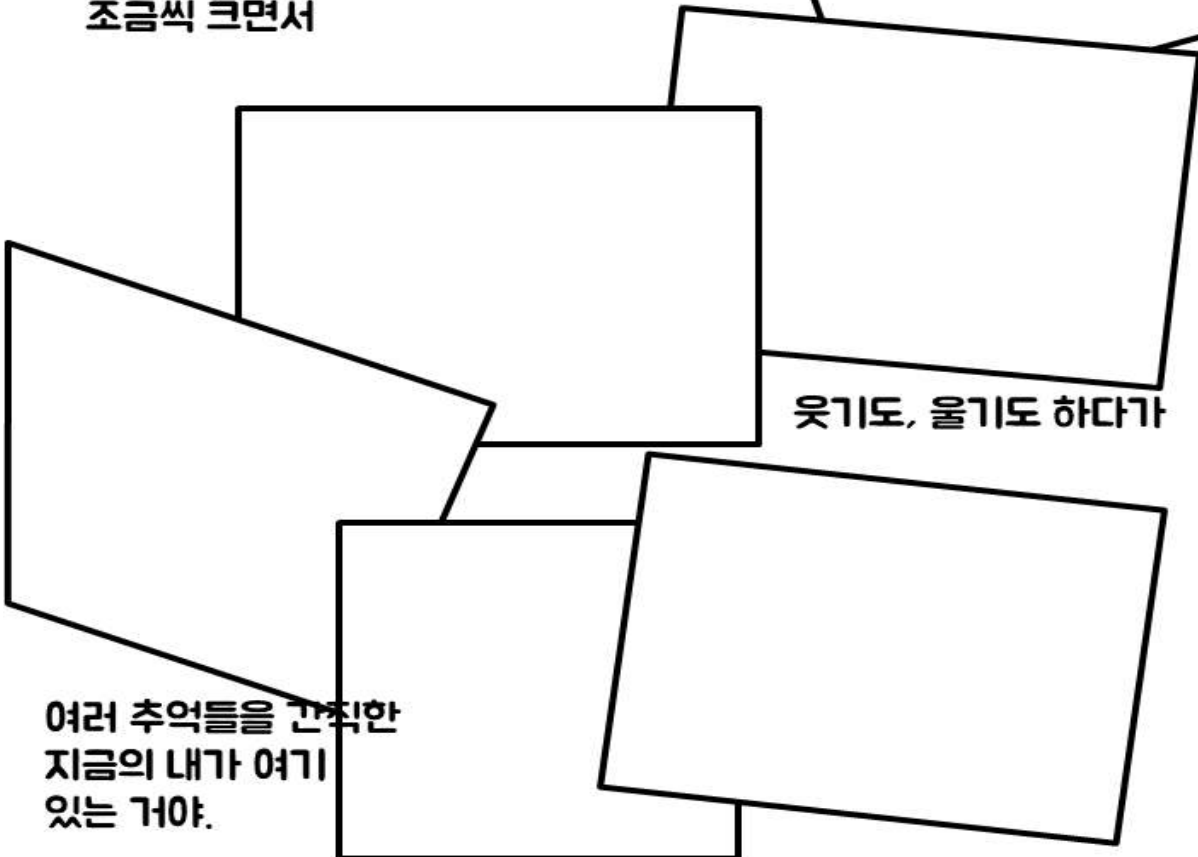 조금씩 크면서
웃기도, 울기도 하다가
여러 추억들을 간직한
지금의 내가 여기
있는 거야.